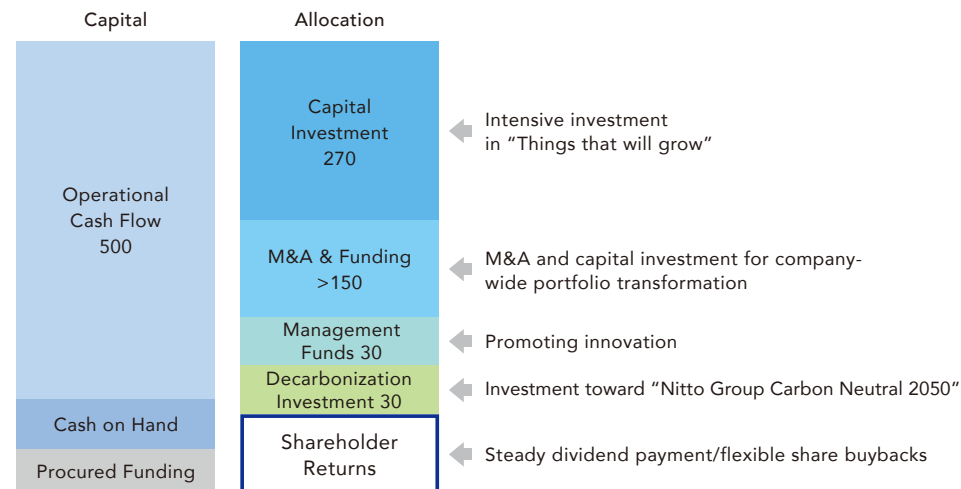 Capital
Allocation
Operational
Cash Flow
500
Cash on Hand
Procured Funding
Capital
Investment
270
M&A & Funding
>150
Management
Funds 30
Decarbonization
Investment 30
Shareholder
Returns
Intensive investment
in “Things that will grow”
M&A and capital investment for company-
wide portfolio transformation
Promoting innovation
Investment toward “Nitto Group Carbon Neutral 2050”
Steady dividend payment/flexible share buybacks